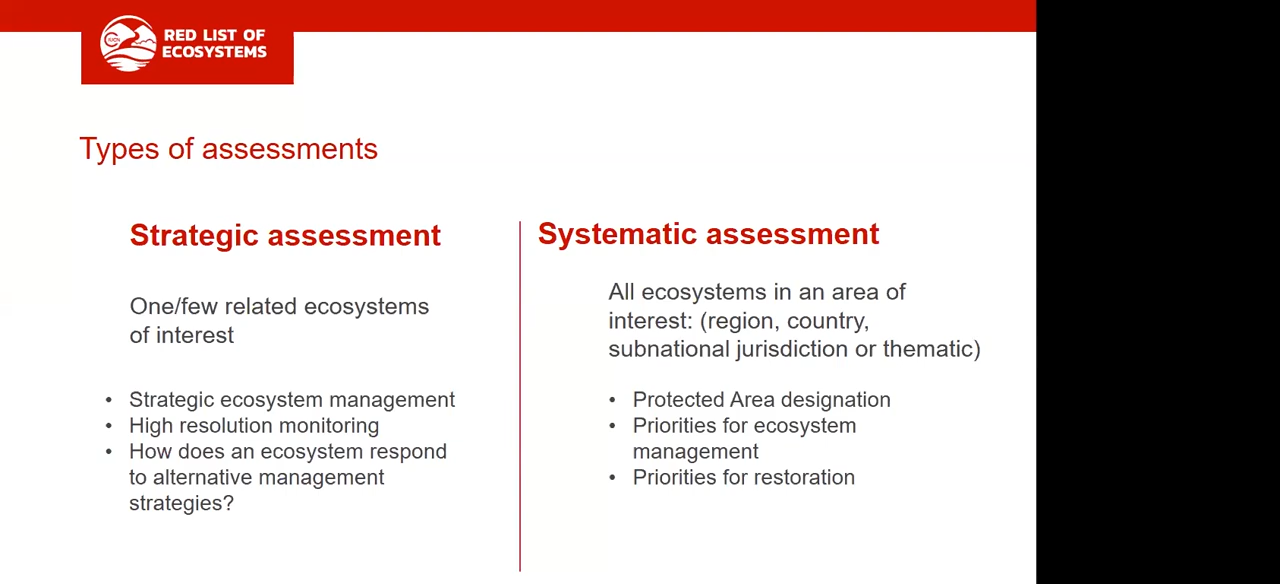 RED LIST OF
ECOSYSTEMS
Types of assessments
Strategic assessment
One/few related ecosystems
of interest
• Strategic ecosystem management
• High resolution monitoring
• How does an ecosystem respond
to alternative management
strategies?
Systematic assessment
All ecosystems in an area of
interest: (region, country,
subnational jurisdiction or thematic)
• Protected Area designation
• Priorities for ecosystem
management
• Priorities for restoration